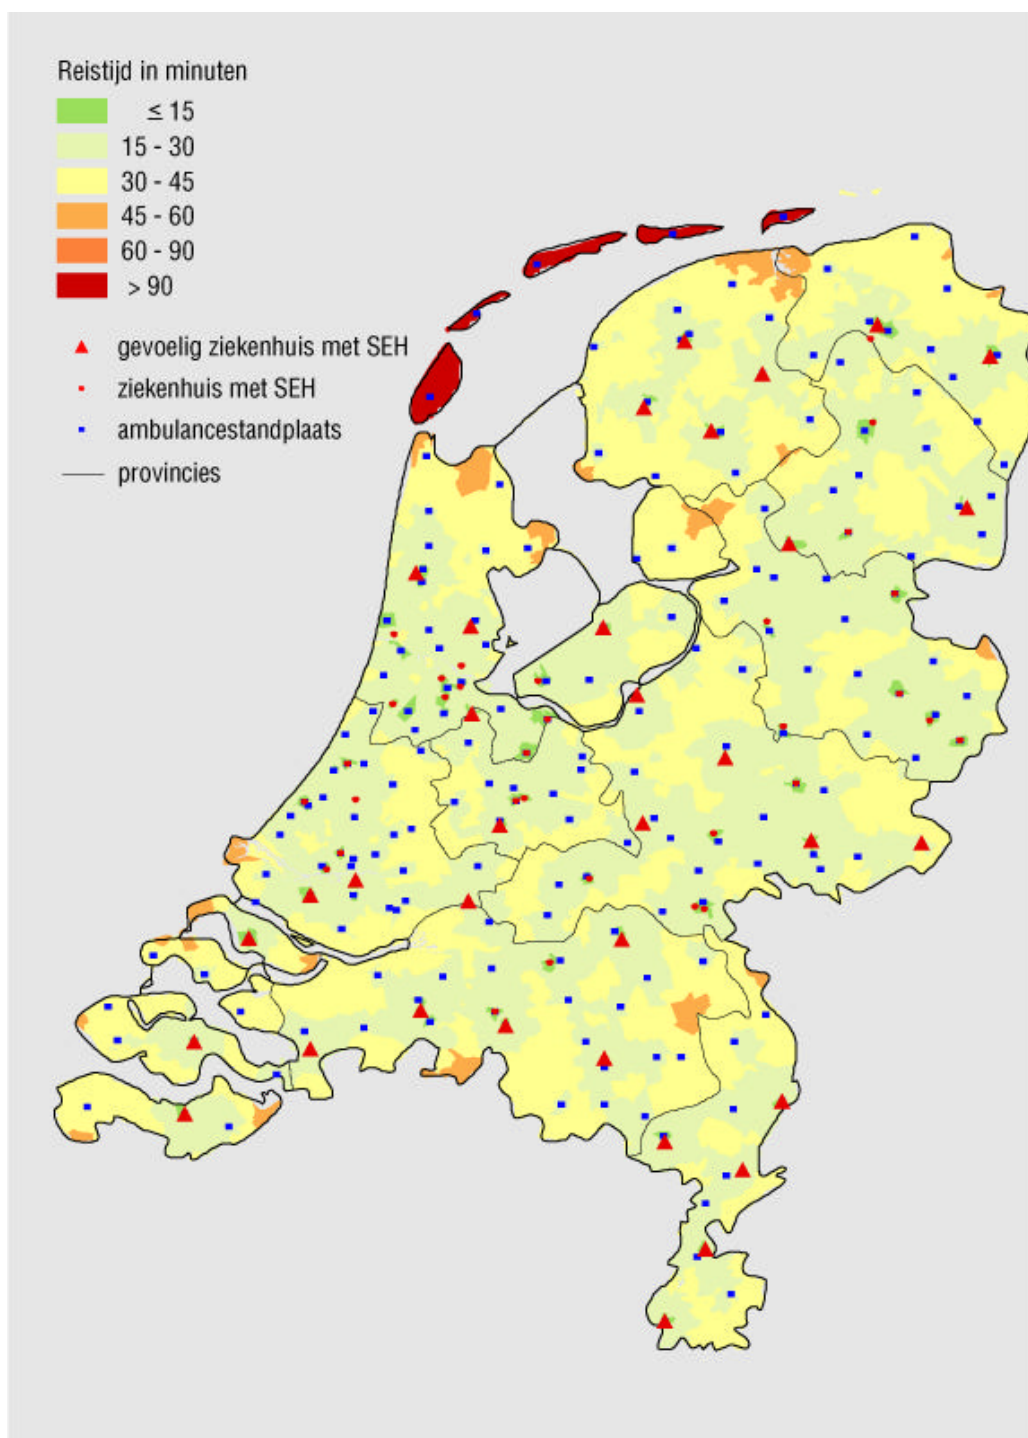 Reistijd in minuten
≤ 15
15 - 30
30 - 45
45 - 60
60 - 90
> 90
gevoelig ziekenhuis met SEH
ziekenhuis met SEH
ambulancestandplaats
provincies